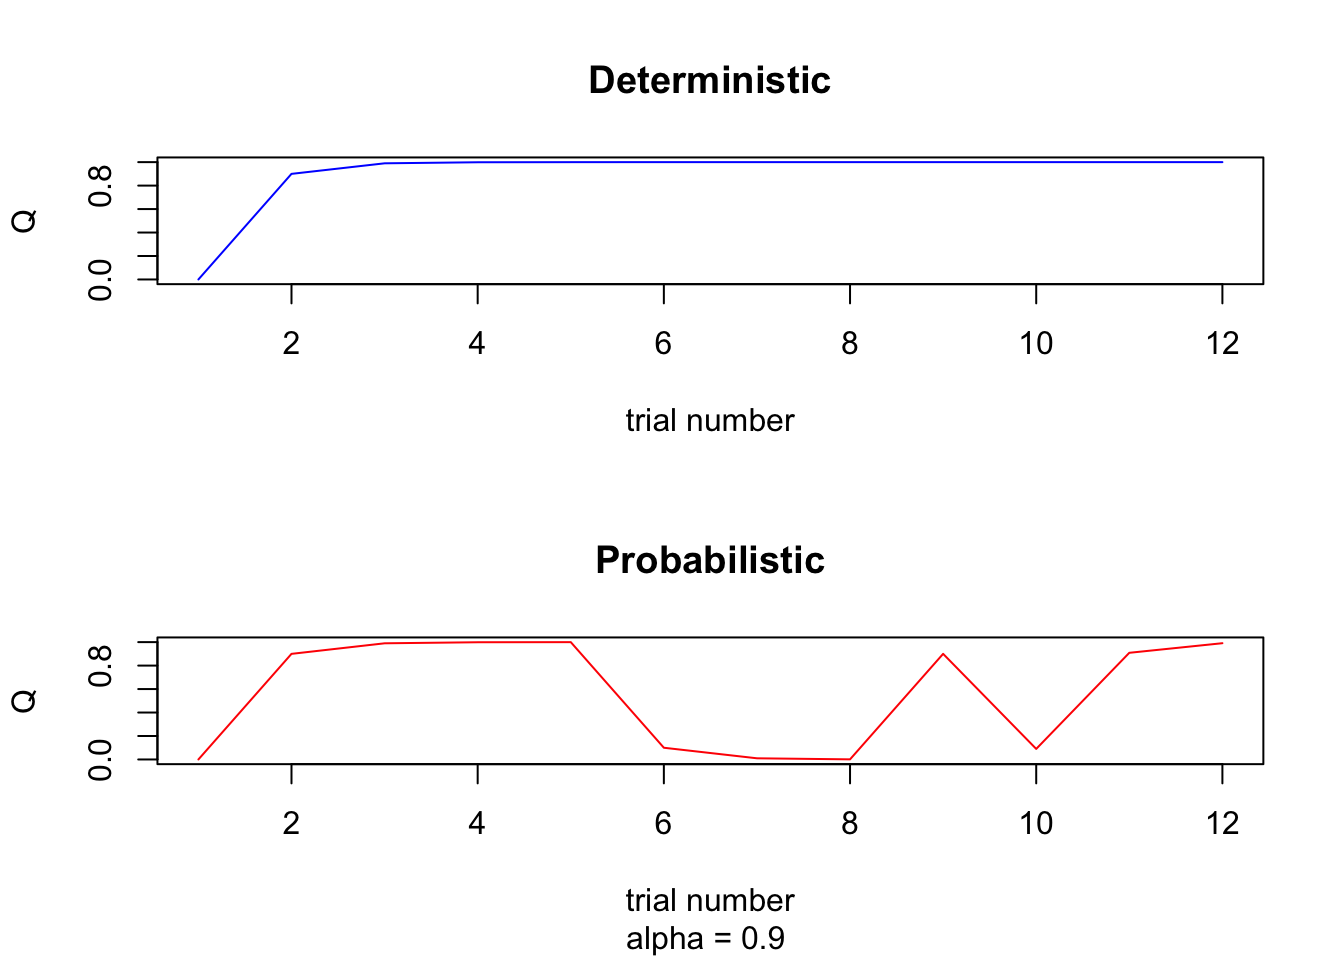 Deterministic
Q
0.8
0.0
2 4 6 8 10 12
trial number
Probabilistic
Q
0.8
0.0
2 4 6 8 10 12
trial number
alpha = 0.9